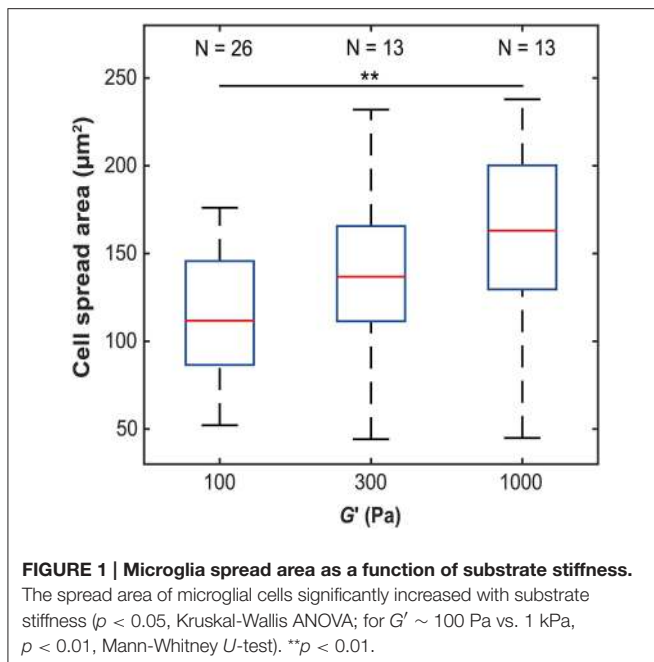 N = 26 N = 13 N = 13
**
250
200
150
100
50
Cell spread area (µm²)
100 300 1000
G' (Pa)
FIGURE 1 | Microglia spread area as a function of substrate stiffness.
The spread area of microglial cells significantly increased with substrate
stiffness (p < 0.05, Kruskal-Wallis ANOVA; for G′ ∼ 100 Pa vs. 1 kPa,
p < 0.01, Mann-Whitney U-test). **p < 0.01.